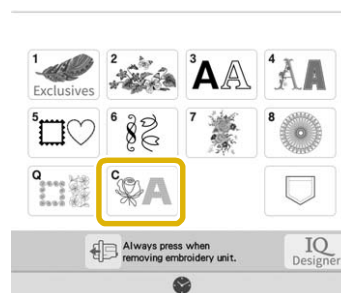 1
Exclusives
2
3
AA
4
AA
5
6
7
8
Q
C
A
Always press when
removing embroidery unit.
IQ
Designer